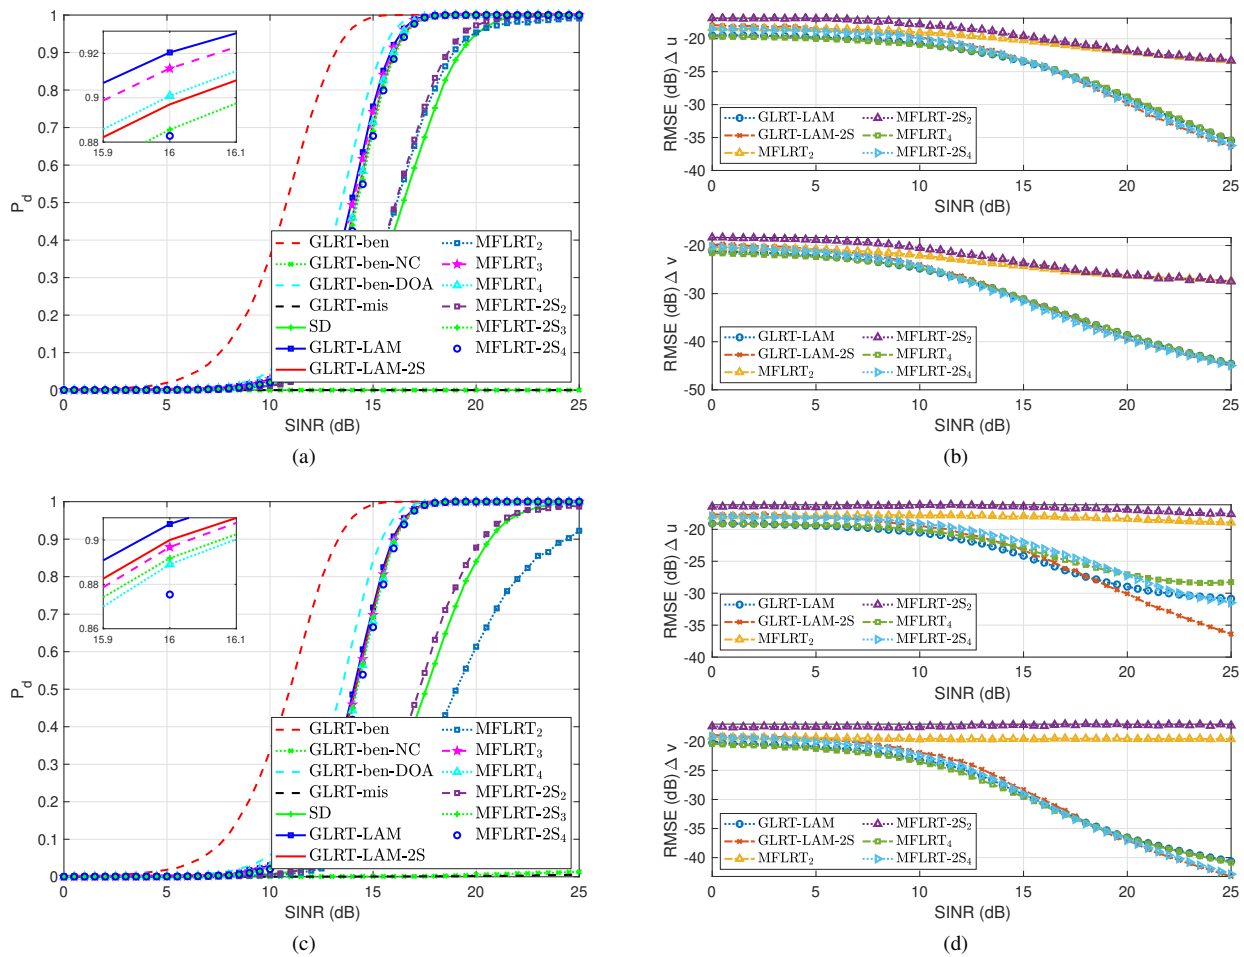 1
0.9
0.8
0.7
0.6
0.5
0.4
0.3
0.2
0.1
0
P_d
0.92
0.9
0.88
15.9
16
16.1
GLRT-ben
GLRT-ben-NC
GLRT-ben-DOA
GLRT-mis
SD
GLRT-LAM
GLRT-LAM-2S
MFLRT₂
MFLRT₃
MFLRT₄
MFLRT-2S₂
MFLRT-2S₃
MFLRT-2S₄
0 5 10 15 20 25
SINR (dB)
(a)
-20
-25
-30
-35
-40
RMSE (dB) Δ u
GLRT-LAM
GLRT-LAM-2S
MFLRT₂
MFLRT-2S₂
MFLRT₄
MFLRT-2S₄
0 5 10 15 20 25
SINR (dB)
-20
-30
-40
-50
RMSE (dB) Δ v
GLRT-LAM
GLRT-LAM-2S
MFLRT₂
MFLRT-2S₂
MFLRT₄
MFLRT-2S₄
0 5 10 15 20 25
SINR (dB)
(b)
1
0.9
0.8
0.7
0.6
0.5
0.4
0.3
0.2
0.1
0
P_d
0.9
0.88
0.86
15.9
16
16.1
GLRT-ben
GLRT-ben-NC
GLRT-ben-DOA
GLRT-mis
SD
GLRT-LAM
GLRT-LAM-2S
MFLRT₂
MFLRT₃
MFLRT₄
MFLRT-2S₂
MFLRT-2S₃
MFLRT-2S₄
0 5 10 15 20 25
SINR (dB)
(c)
-20
-25
-30
-35
-40
RMSE (dB) Δ u
GLRT-LAM
GLRT-LAM-2S
MFLRT₂
MFLRT-2S₂
MFLRT₄
MFLRT-2S₄
0 5 10 15 20 25
SINR (dB)
-20
-25
-30
-35
-40
RMSE (dB) Δ v
GLRT-LAM
GLRT-LAM-2S
MFLRT₂
MFLRT-2S₂
MFLRT₄
MFLRT-2S₄
0 5 10 15 20 25
SINR (dB)
(d)